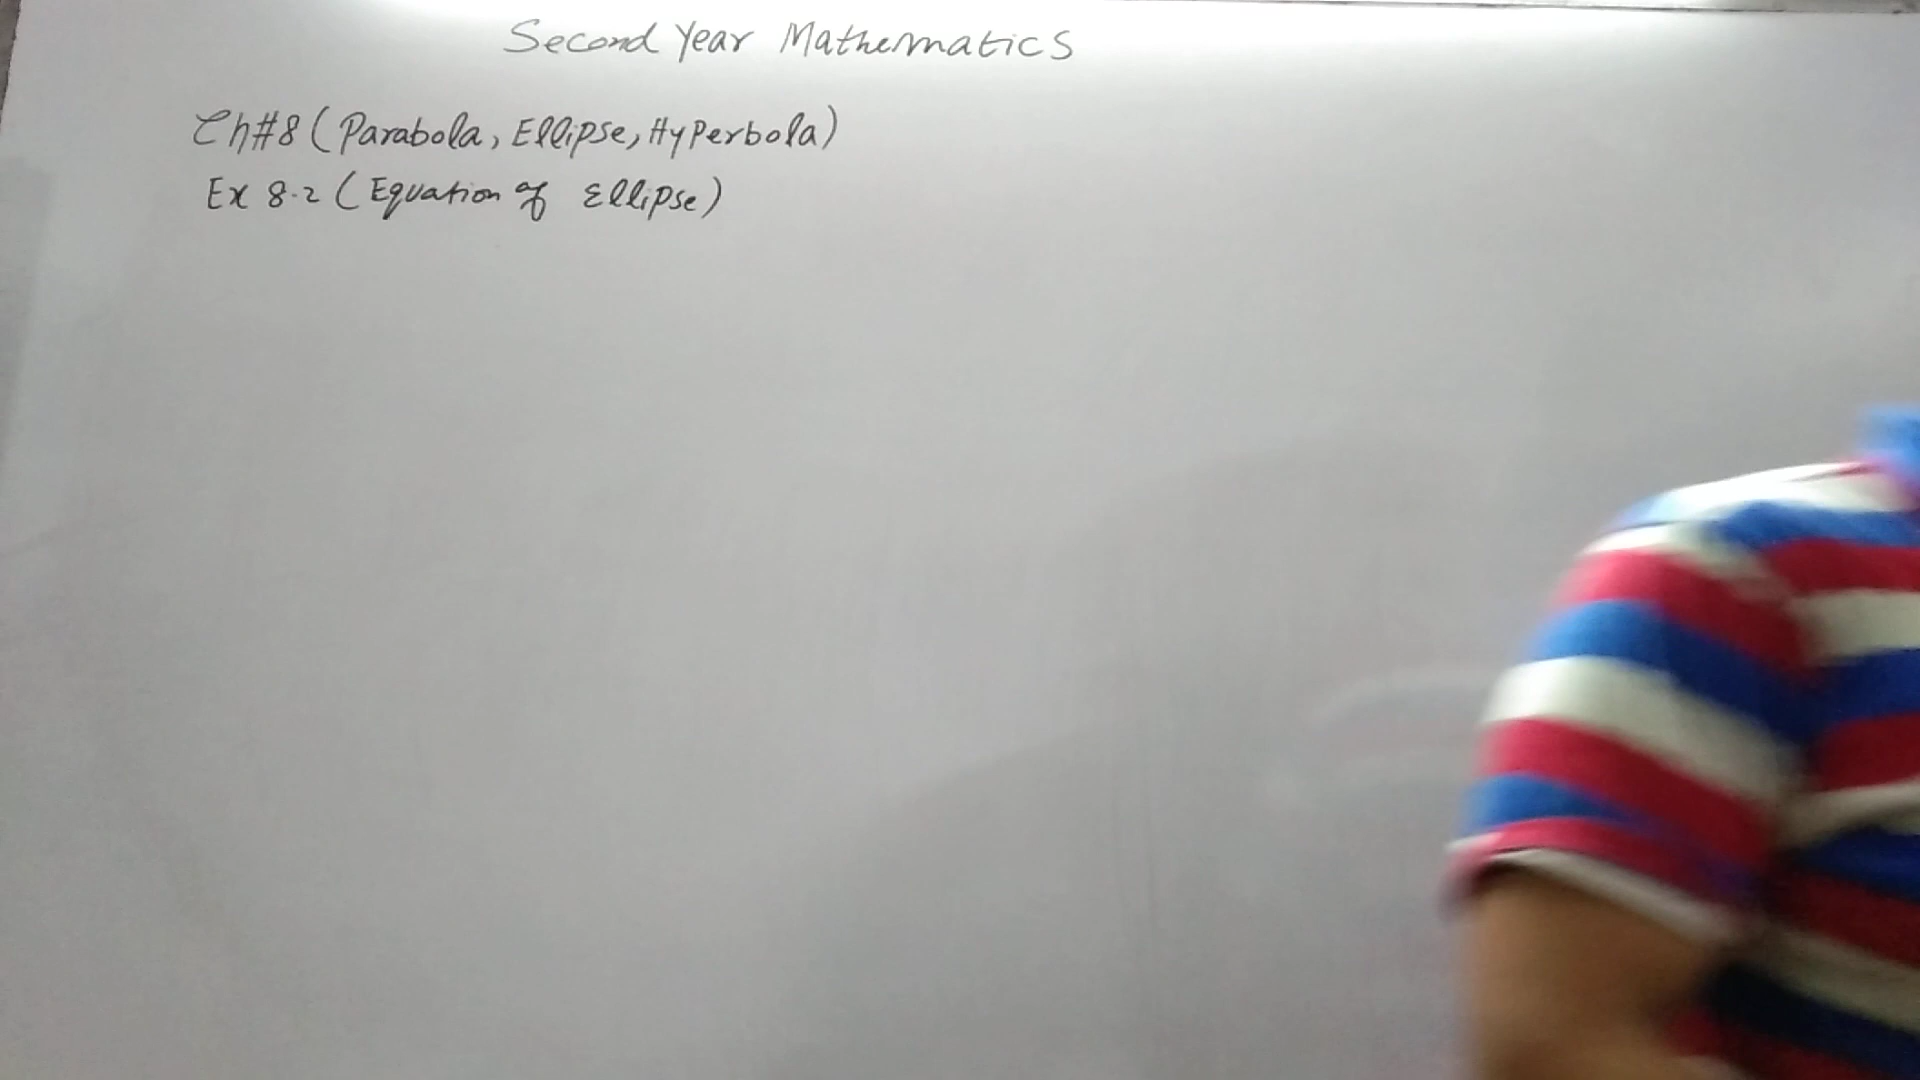 Second Year Mathematics
Ch#8 (Parabola, Ellipse, Hyperbola)
Ex 8.2 (Equation of Ellipse)